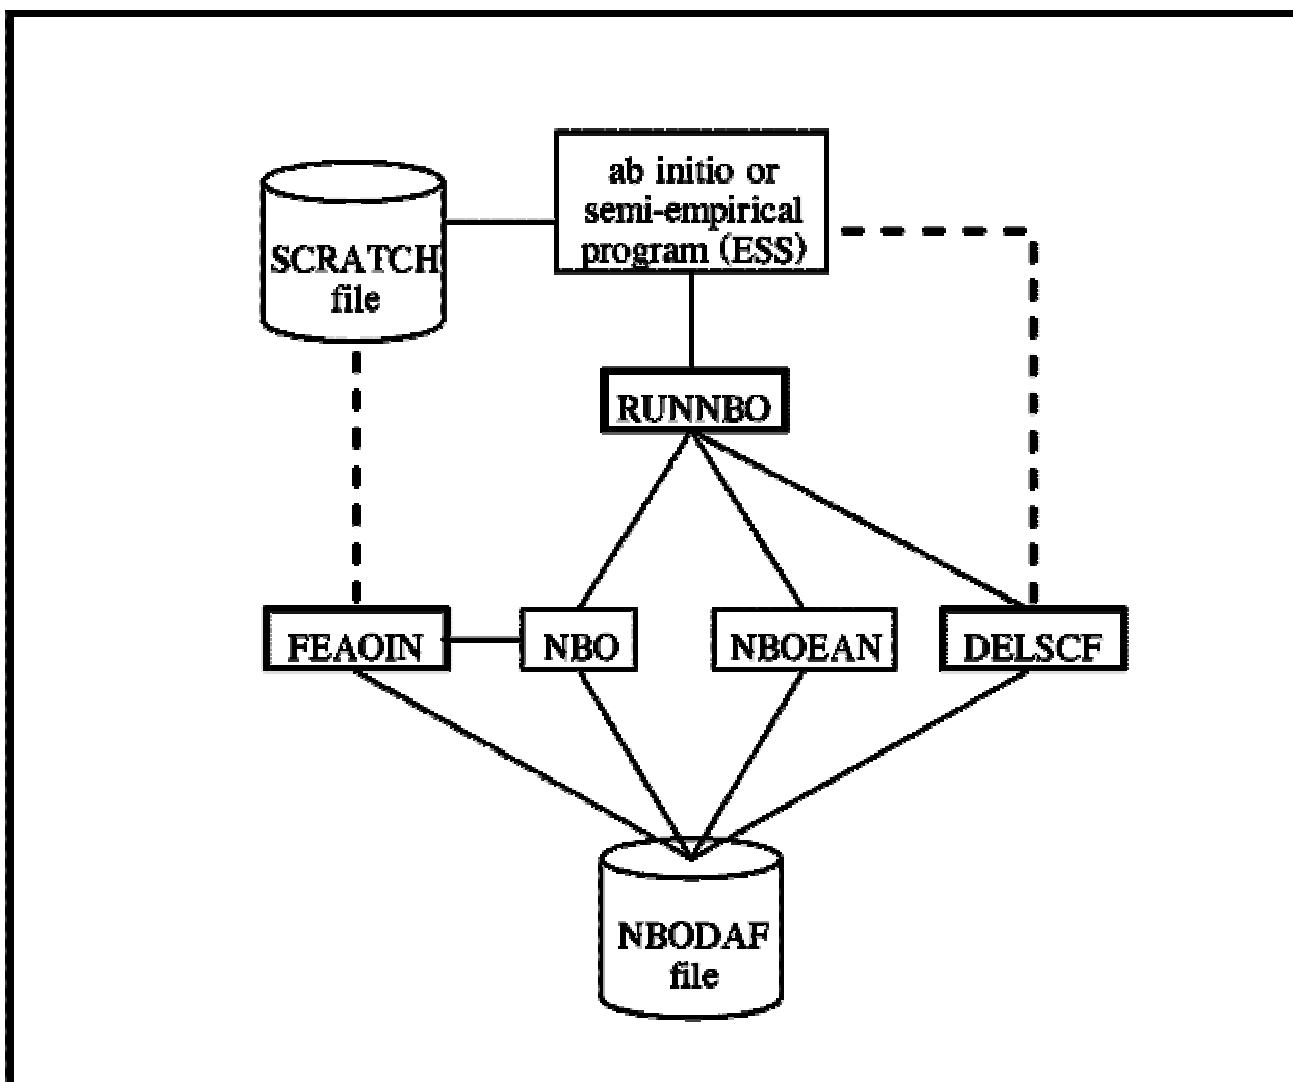 ab initio or
semi-empirical
program (ESS)
SCRATCH
file
RUNNBO
FEAOIN
NBO
NBOEAN
DELSCF
NBODAF
file